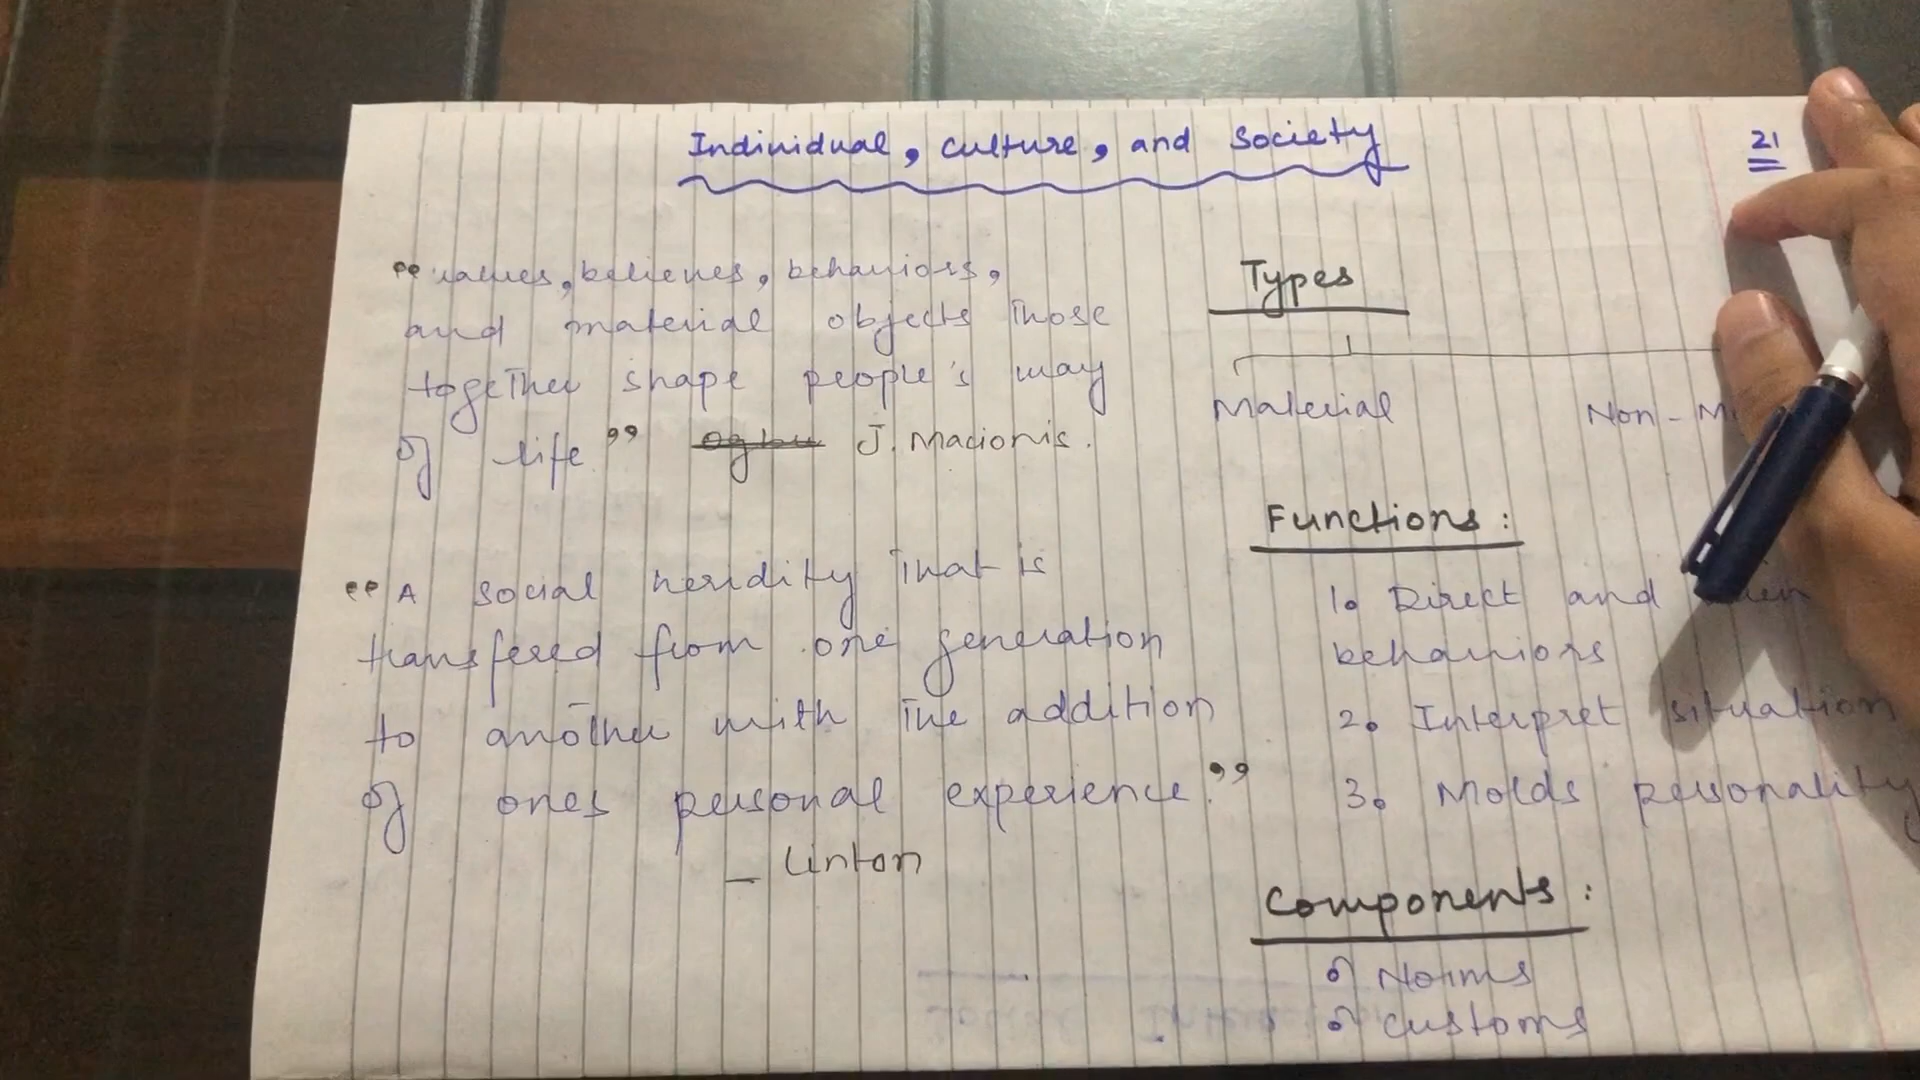 Individual, culture, and Society
21
"values, believes, behaviors,
and material objects those
together shape people's way
of life" J. Macionis.
"A social heridity that is
transfered from one generation
to another with the addition
of ones personal experience."
_ Linton
Types
Material Non-M
Functions:
1. Direct and
behaviors
2. Interpret situation
3. Molds personality
Components:
Norms
customs